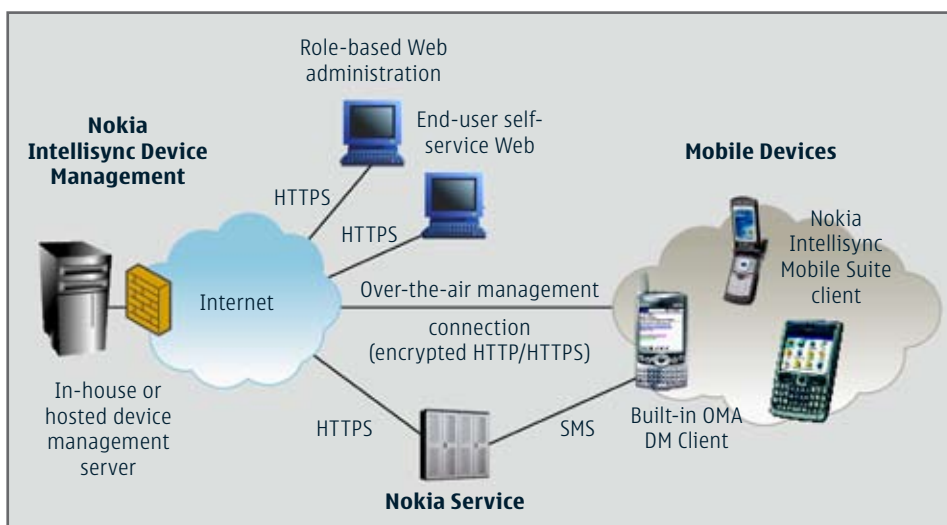 Role-based Web
administration
End-user self-
service Web
Nokia
Intellisync Device
Management
Mobile Devices
HTTPS
HTTPS
Nokia
Intellisync
Mobile Suite
client
Internet
Over-the-air management
connection
(encrypted HTTP/HTTPS)
In-house or
hosted device
management
server
HTTPS
SMS
Built-in OMA
DM Client
Nokia Service